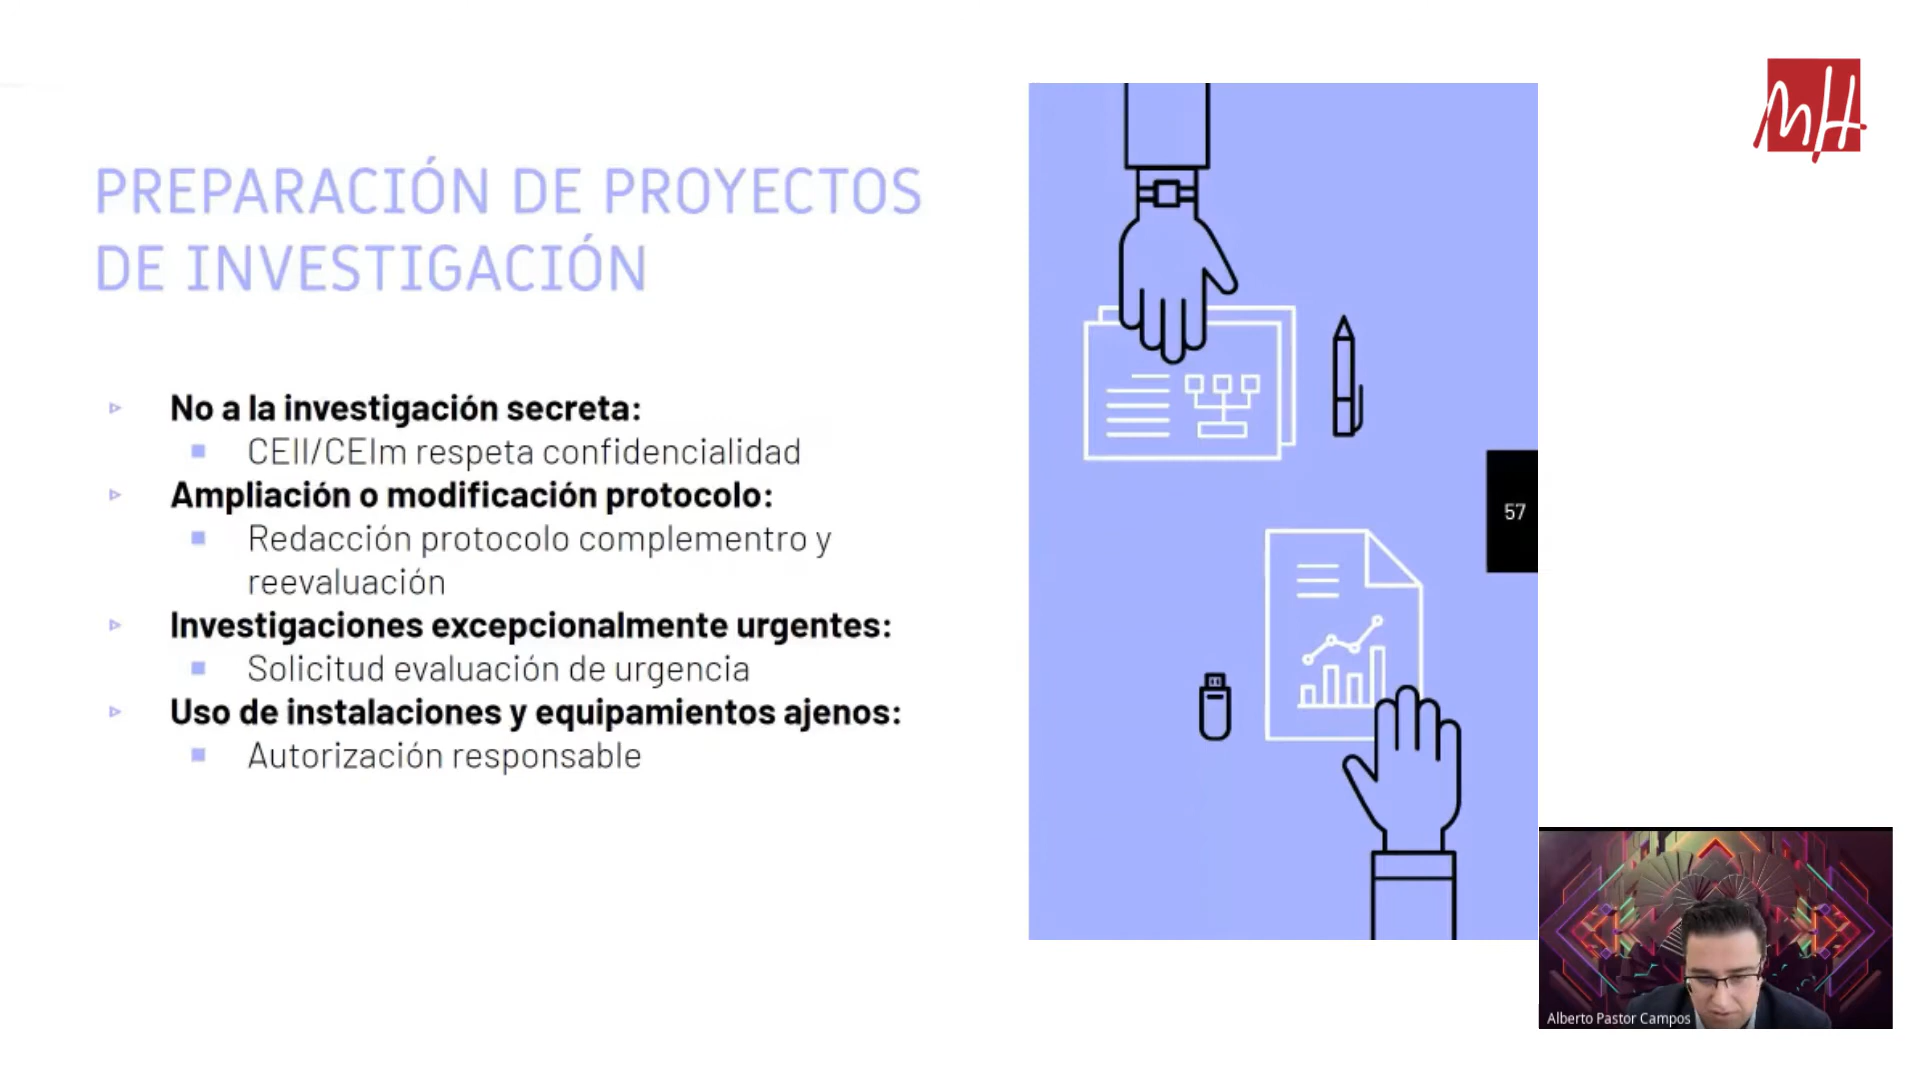 PREPARACIÓN DE PROYECTOS
DE INVESTIGACIÓN
No a la investigación secreta:
CEII/CEIm respeta confidencialidad
Ampliación o modificación protocolo:
Redacción protocolo complementro y
reevaluación
Investigaciones excepcionalmente urgentes:
Solicitud evaluación de urgencia
Uso de instalaciones y equipamientos ajenos:
Autorización responsable
57
MH
Alberto Pastor Campos